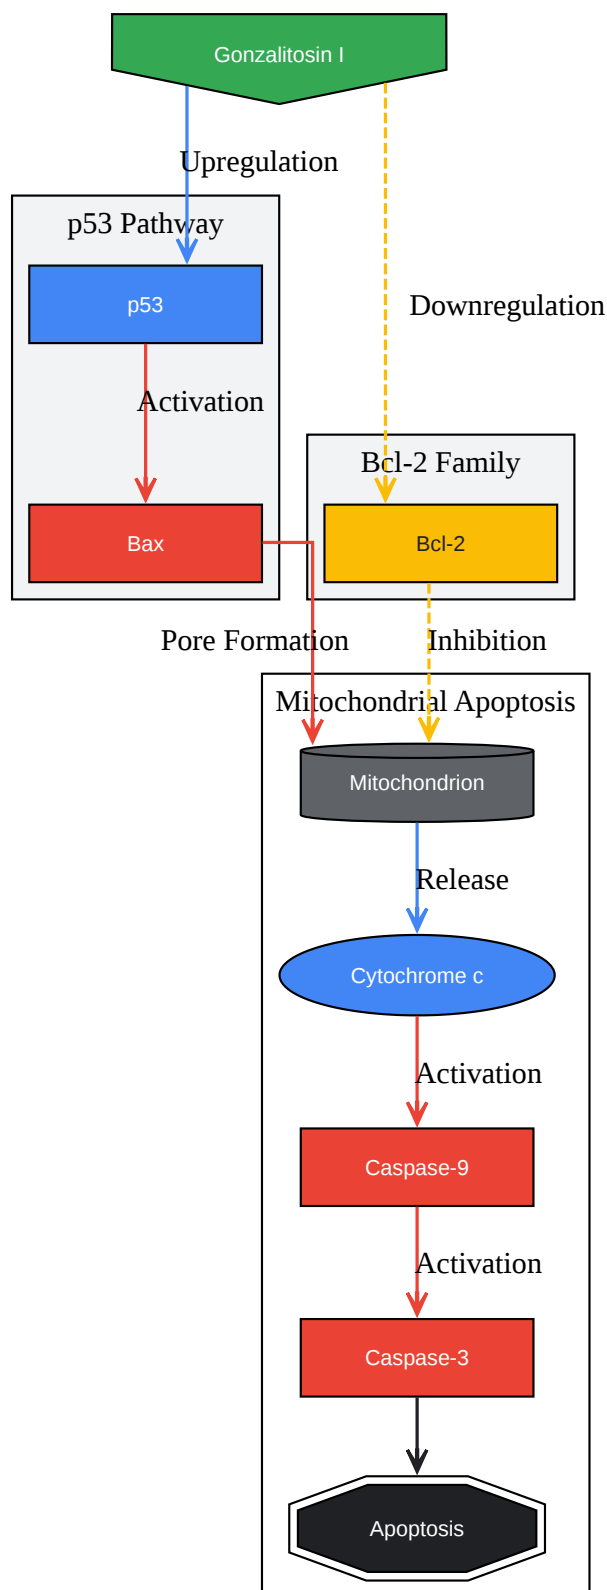 Gonzalitosin I
Upregulation
p53 Pathway
p53
Downregulation
Activation
Bcl-2 Family
Bax
Bcl-2
Pore Formation
Inhibition
Mitochondrial Apoptosis
Mitochondrion
Release
Cytochrome c
Activation
Caspase-9
Activation
Caspase-3
Apoptosis